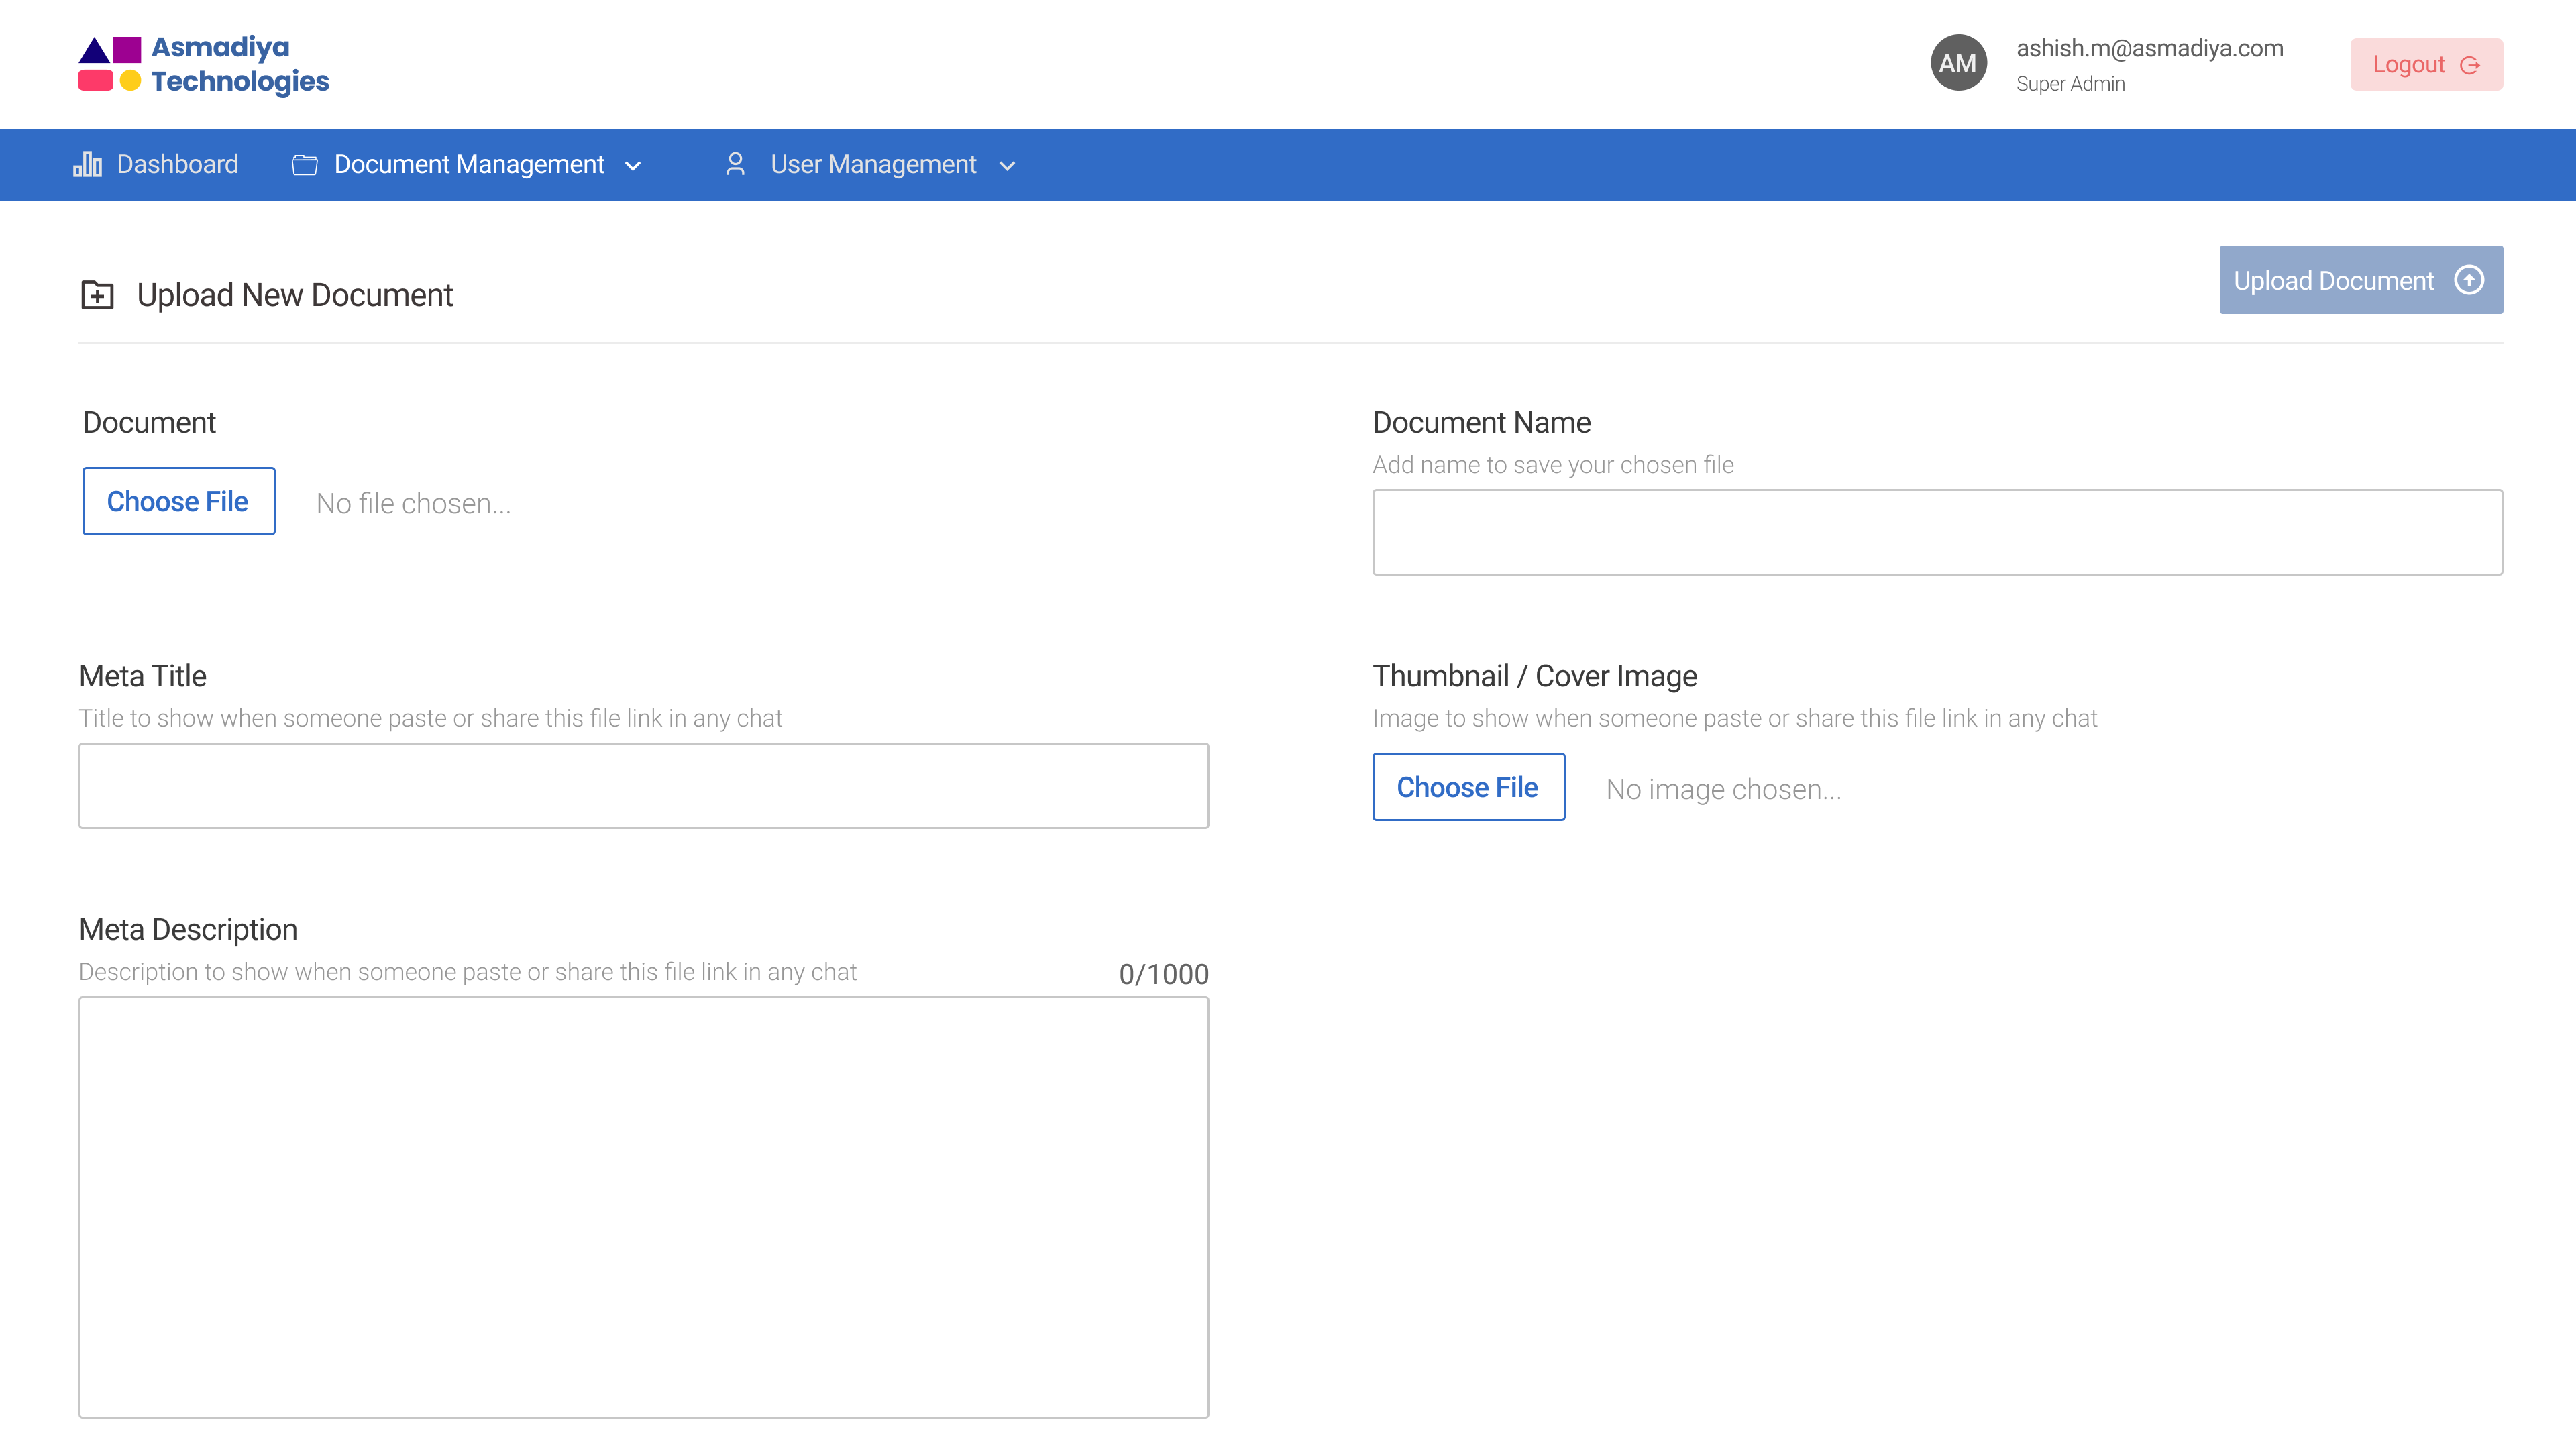 Asmadiya
Technologies
AM
ashish.m@asmadiya.com
Super Admin
Logout
Dashboard
Document Management
User Management
Upload New Document
Upload Document
Document
Choose File
No file chosen...
Document Name
Add name to save your chosen file
Meta Title
Title to show when someone paste or share this file link in any chat
Thumbnail / Cover Image
Image to show when someone paste or share this file link in any chat
Choose File
No image chosen...
Meta Description
Description to show when someone paste or share this file link in any chat
0/1000